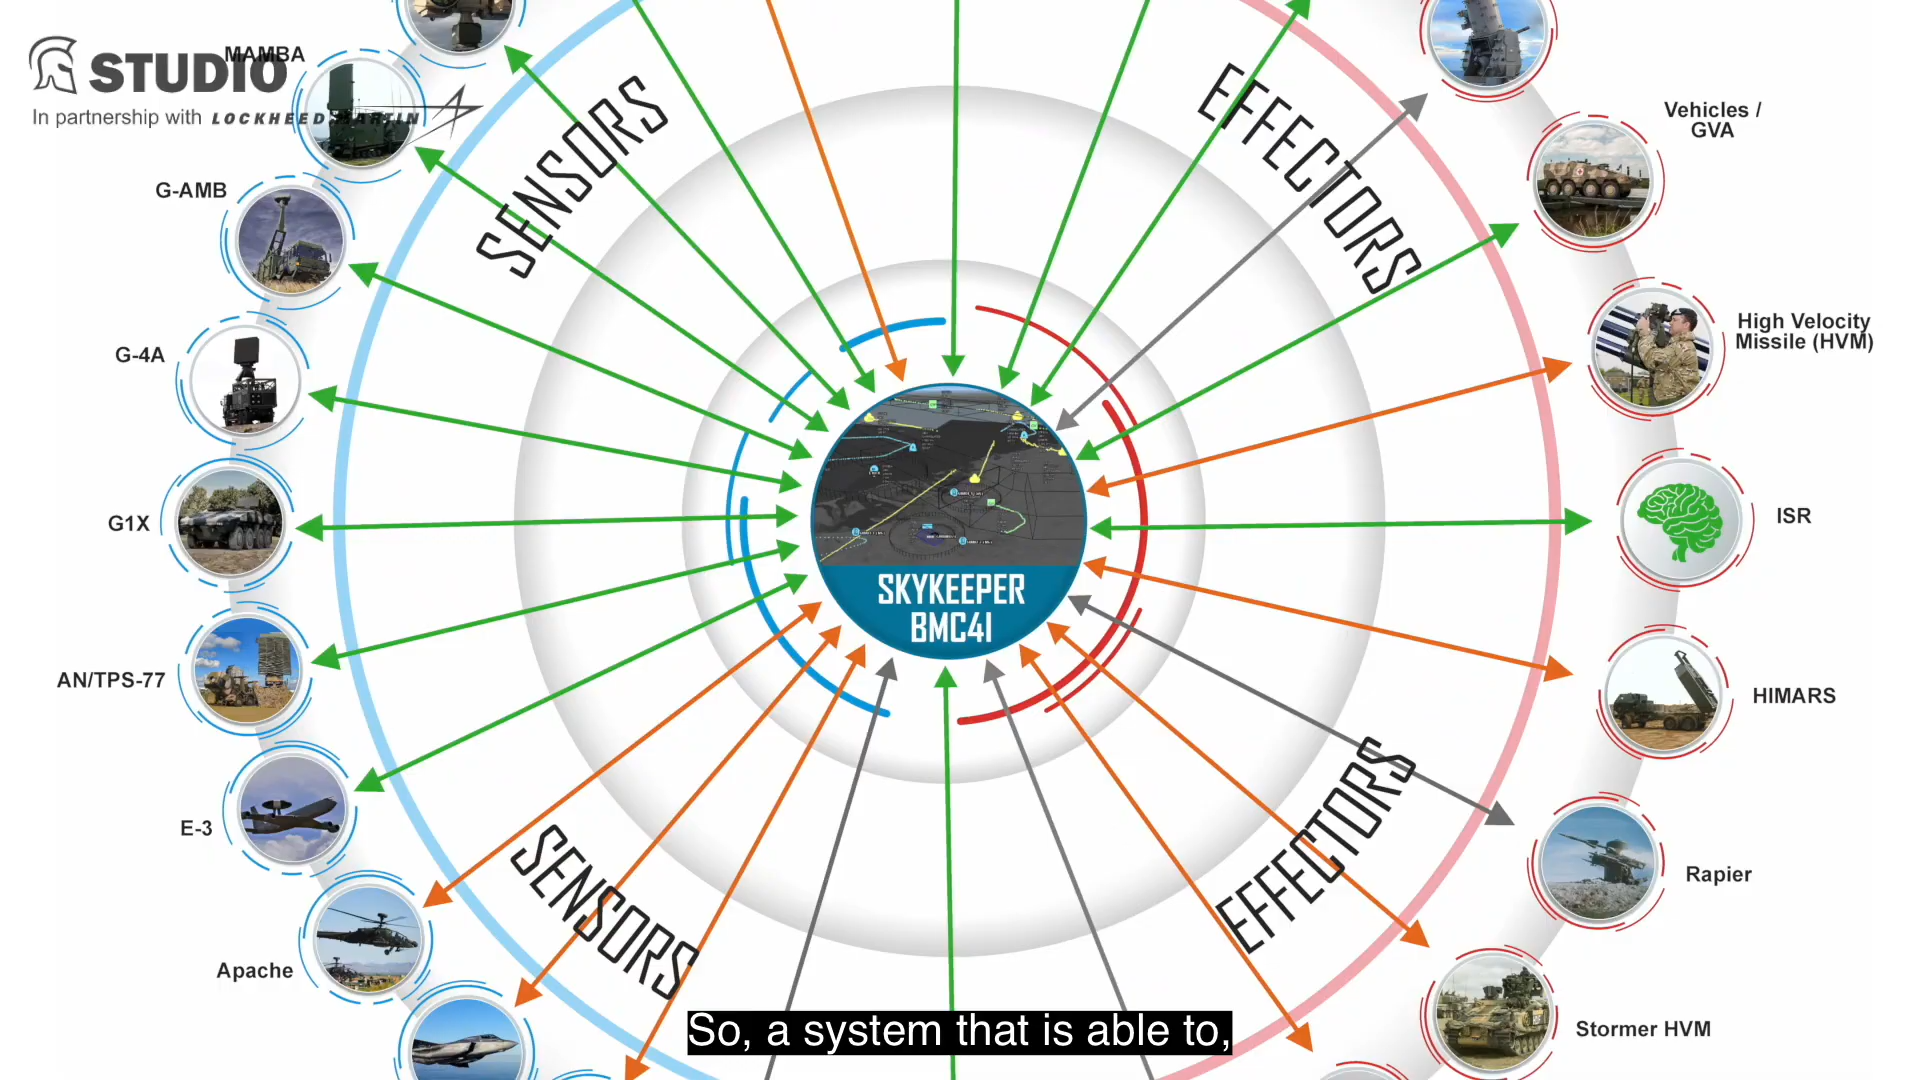 MAMBA
STUDIO
In partnership with LOCKHEED MARTIN
SENSORS
EFFECTORS
Vehicles /
GVA
G-AMB
High Velocity
Missile (HVM)
G-4A
G1X
ISR
SKYKEEPER
BMC4I
AN/TPS-77
HIMARS
E-3
Rapier
SENSORS
EFFECTORS
Apache
Stormer HVM
So, a system that is able to,